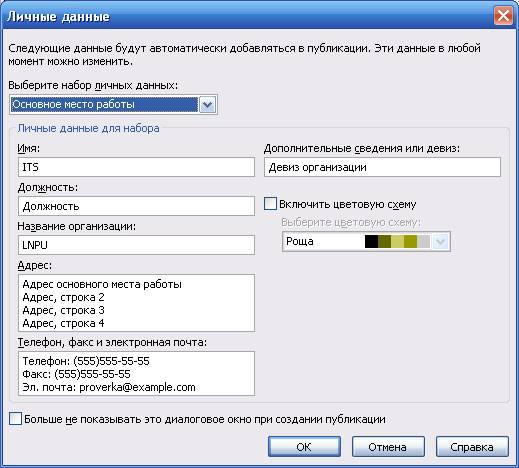 Личные данные
Следующие данные будут автоматически добавляться в публикации. Эти данные в любой
момент можно изменить.
Выберите набор личных данных:
Основное место работы
Личные данные для набора
Имя:
ITS
Должность:
Должность
Название организации:
LNPU
Адрес:
Адрес основного места работы
Адрес, строка 2
Адрес, строка 3
Адрес, строка 4
Телефон, факс и электронная почта:
Телефон: (555)555-55-55
Факс: (555)555-55-55
Эл. почта: proverka@example.com
Дополнительные сведения или девиз:
Девиз организации
Включить цветовую схему
Выберите цветовую схему:
Роща
Больше не показывать это диалоговое окно при создании публикации
ОК
Отмена
Справка